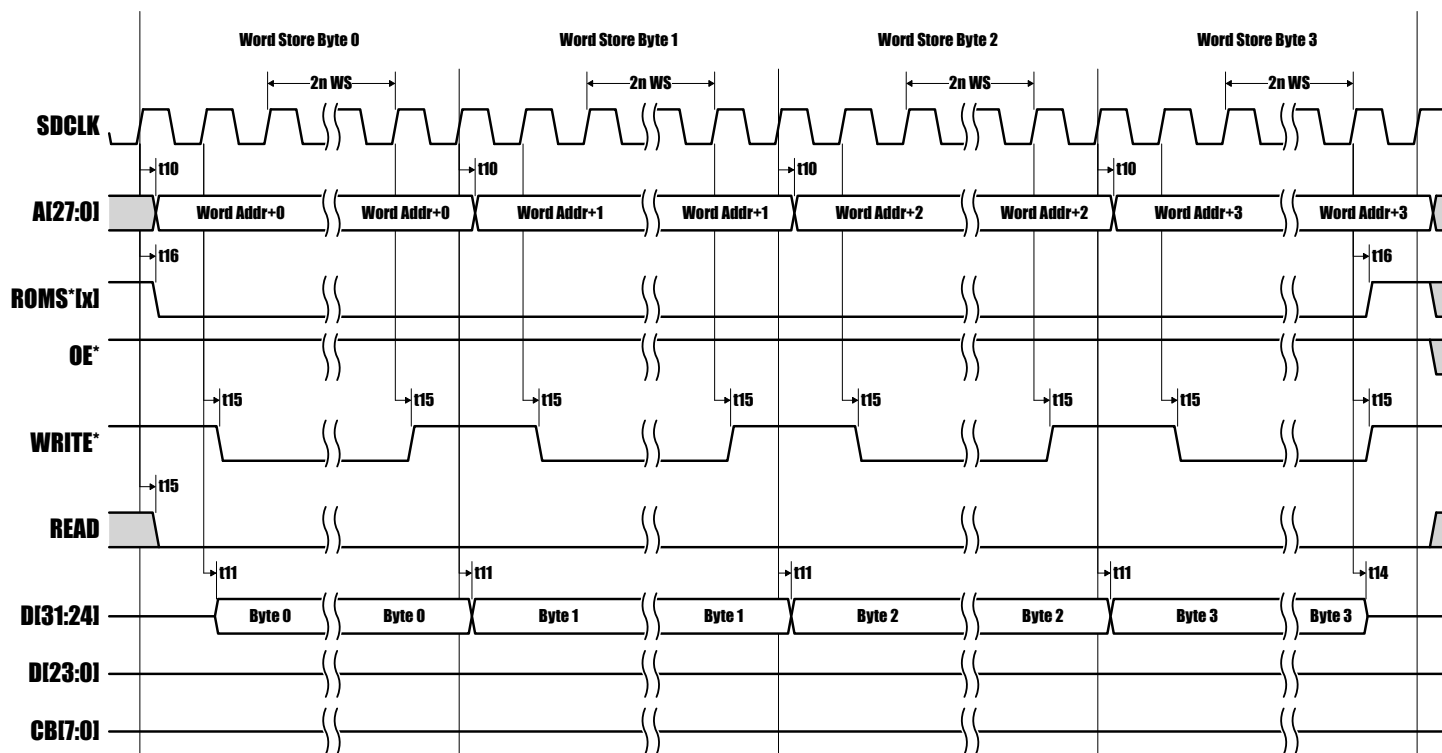 Word Store Byte 0 Word Store Byte 1 Word Store Byte 2 Word Store Byte 3
2n WS 2n WS 2n WS 2n WS
SDCLK
t10 t10 t10 t10
A[27:0] Word Addr+0 Word Addr+0 Word Addr+1 Word Addr+1 Word Addr+2 Word Addr+2 Word Addr+3 Word Addr+3
t16 t16
ROMS*[x]
OE*
t15 t15 t15 t15 t15 t15 t15 t15
WRITE*
t15
READ
t11 t11 t11 t11 t14
D[31:24] Byte 0 Byte 0 Byte 1 Byte 1 Byte 2 Byte 2 Byte 3 Byte 3
D[23:0]
CB[7:0]